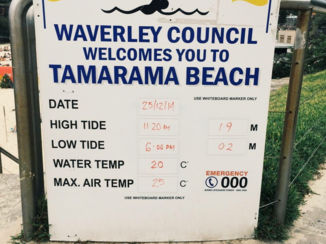 WAVERLEY COUNCIL
WELCOMES YOU TO
TAMARAMA BEACH
DATE 25/12/14 USE WHITEBOARD MARKER ONLY
HIGH TIDE 11:20 1.9 M
LOW TIDE 6:06 PM 0.2 M
WATER TEMP 20 C°
MAX. AIR TEMP 25 C°
EMERGENCY
000
USE WHITEBOARD MARKER ONLY